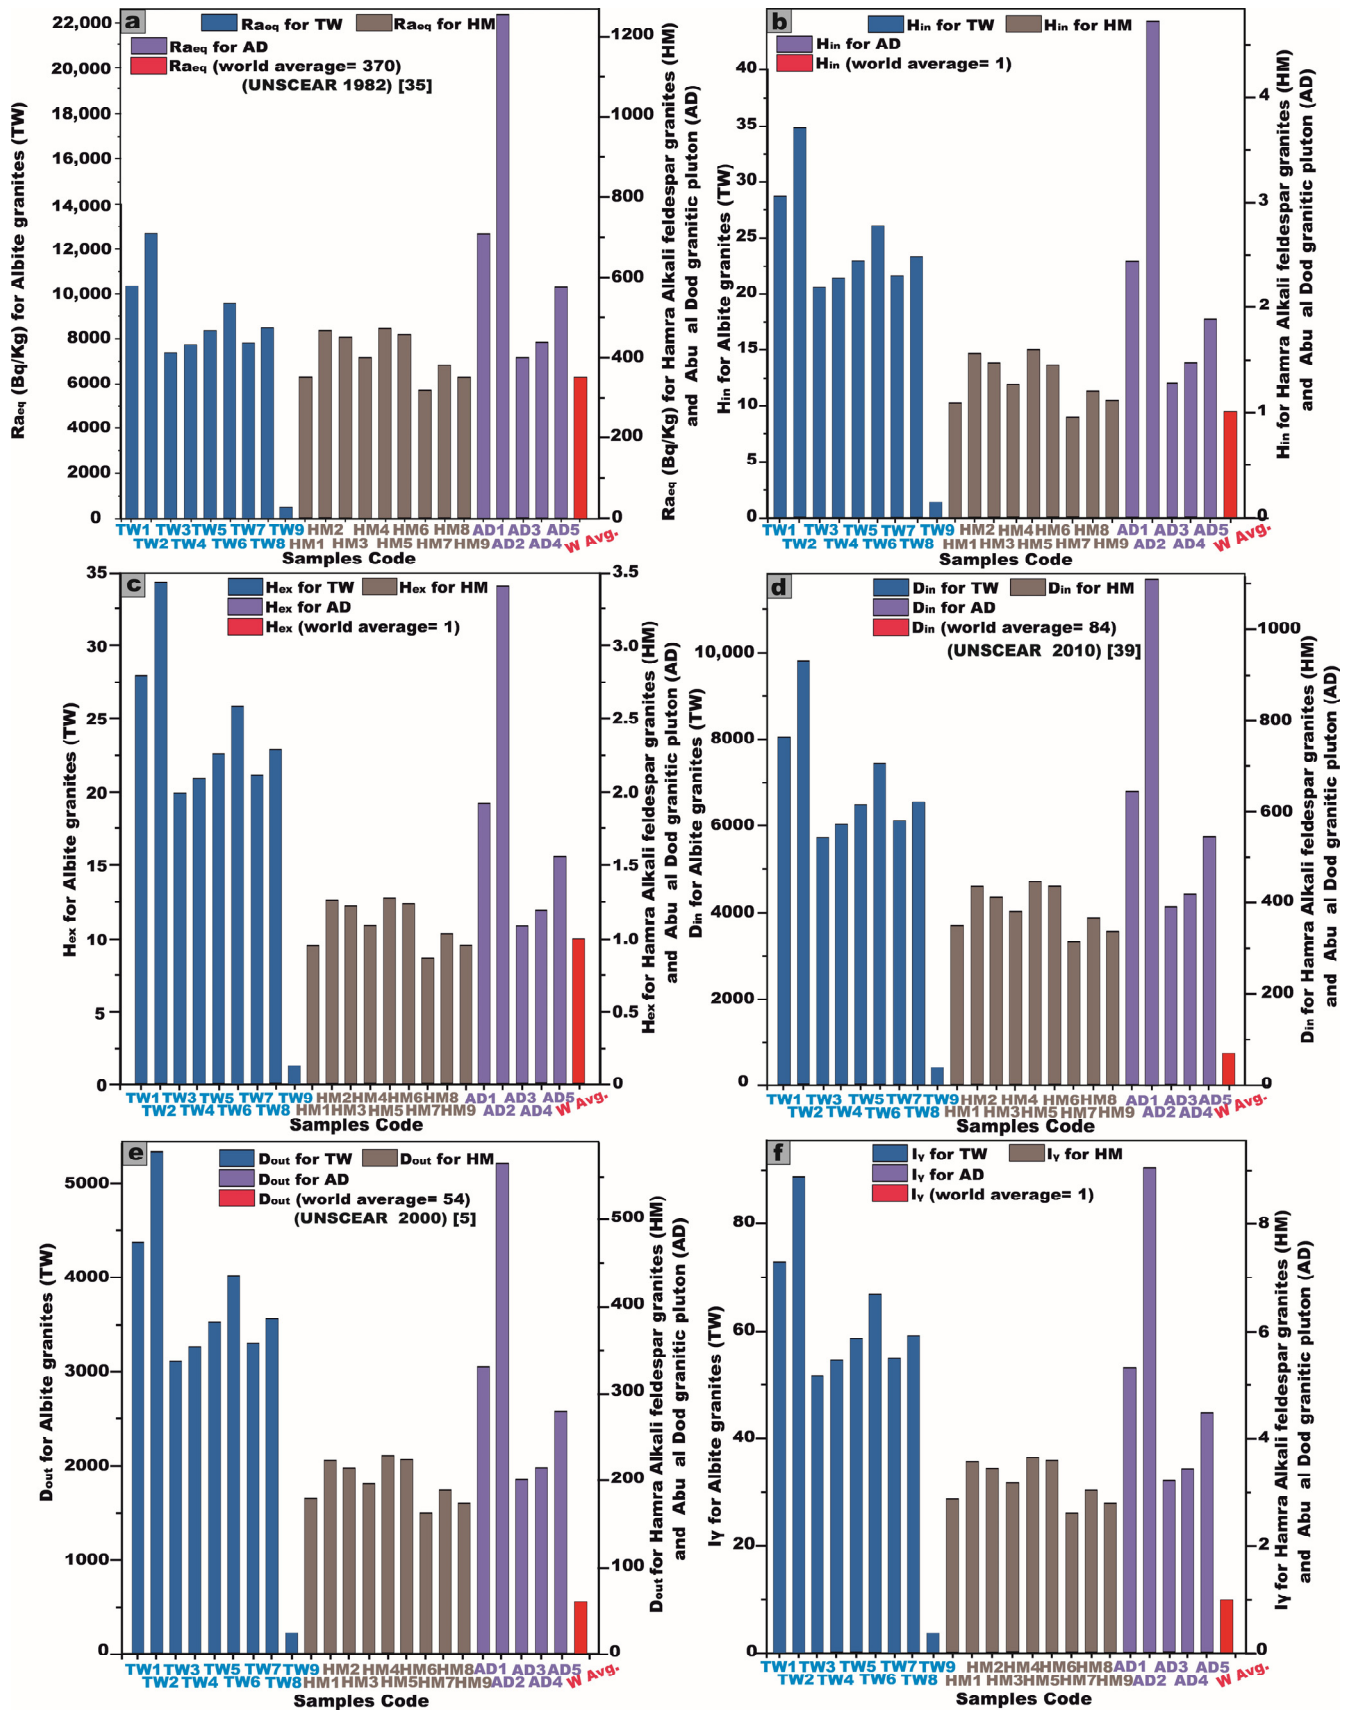 a
Raeq for TW
Raeq for HM
Raeq for AD
Raeq (world average= 370)
(UNSCEAR 1982) [35]
22,000
20,000
18,000
16,000
14,000
12,000
10,000
8000
6000
4000
2000
0
Raeq (Bq/Kg) for Albite granites (TW)
1200
1000
800
600
400
200
0
Raeq (Bq/Kg) for Hamra Alkali feldespar granites (HM)
and Abu al Dod granitic pluton (AD)
TW1 TW3 TW5 TW7 TW9 HM2 HM4 HM6 HM8 AD1 AD3 AD5
TW2 TW4 TW6 TW8 HM1 HM3 HM5 HM7 HM9 AD2 AD4 W Avg.
Samples Code
b
Hin for TW
Hin for HM
Hin for AD
Hin (world average= 1)
40
35
30
25
20
15
10
5
0
Hin for Albite granites (TW)
4
3
2
1
0
Hin for Hamra Alkali feldespar granites (HM)
and Abu al Dod granitic pluton (AD)
TW1 TW3 TW5 TW7 TW9 HM2 HM4 HM6 HM8 AD1 AD3 AD5
TW2 TW4 TW6 TW8 HM1 HM3 HM5 HM7 HM9 AD2 AD4 W Avg.
Samples Code
c
Hex for TW
Hex for HM
Hex for AD
Hex (world average= 1)
35
30
25
20
15
10
5
0
Hex for Albite granites (TW)
3.5
3.0
2.5
2.0
1.5
1.0
0.5
0
Hex for Hamra Alkali feldespar granites (HM)
and Abu al Dod granitic pluton (AD)
TW1 TW3 TW5 TW7 TW9 HM2 HM4 HM6 HM8 AD1 AD3 AD5
TW2 TW4 TW6 TW8 HM1 HM3 HM5 HM7 HM9 AD2 AD4 W Avg.
Samples Code
d
Din for TW
Din for HM
Din for AD
Din (world average= 84)
(UNSCEAR 2010) [39]
10,000
8000
6000
4000
2000
0
Din for Albite granites (TW)
1000
800
600
400
200
0
Din for Hamra Alkali feldespar granites (HM)
and Abu al Dod granitic pluton (AD)
TW1 TW3 TW5 TW7 TW9 HM2 HM4 HM6 HM8 AD1 AD3 AD5
TW2 TW4 TW6 TW8 HM1 HM3 HM5 HM7 HM9 AD2 AD4 W Avg.
Samples Code
e
Dout for TW
Dout for HM
Dout for AD
Dout (world average= 54)
(UNSCEAR 2000) [5]
5000
4000
3000
2000
1000
0
Dout for Albite granites (TW)
500
400
300
200
100
0
Dout for Hamra Alkali feldespar granites (HM)
and Abu al Dod granitic pluton (AD)
TW1 TW3 TW5 TW7 TW9 HM2 HM4 HM6 HM8 AD1 AD3 AD5
TW2 TW4 TW6 TW8 HM1 HM3 HM5 HM7 HM9 AD2 AD4 W Avg.
Samples Code
f
Iγ for TW
Iγ for HM
Iγ for AD
Iγ (world average= 1)
80
60
40
20
0
Iγ for Albite granites (TW)
8
6
4
2
0
Iγ for Hamra Alkali feldespar granites (HM)
and Abu al Dod granitic pluton (AD)
TW1 TW3 TW5 TW7 TW9 HM2 HM4 HM6 HM8 AD1 AD3 AD5
TW2 TW4 TW6 TW8 HM1 HM3 HM5 HM7 HM9 AD2 AD4 W Avg.
Samples Code